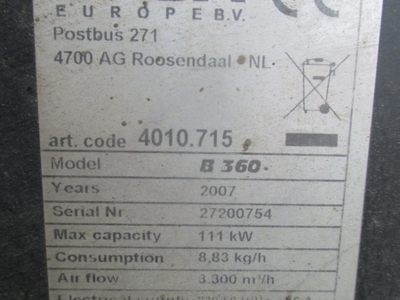 EUROPE B.V.
Postbus 271
4700 AG Roosendaal - NL
art. code 4010.715
Model B 360
Years 2007
Serial Nr. 27200754
Max capacity 111 kW
Consumption 8,83 kg/h
Air flow 3.300 m³/h